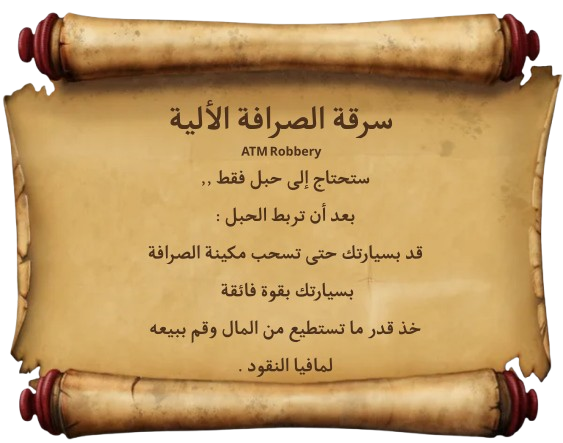 سرقة الصرافة الألية
ATM Robbery
ستحتاج إلى حبل فقط ,,
بعد أن تربط الحبل :
قد بسيارتك حتى تسحب مكينة الصرافة
بسيارتك بقوة فائقة
خذ قدر ما تستطيع من المال وقم ببيعه
لمافيا النقود .